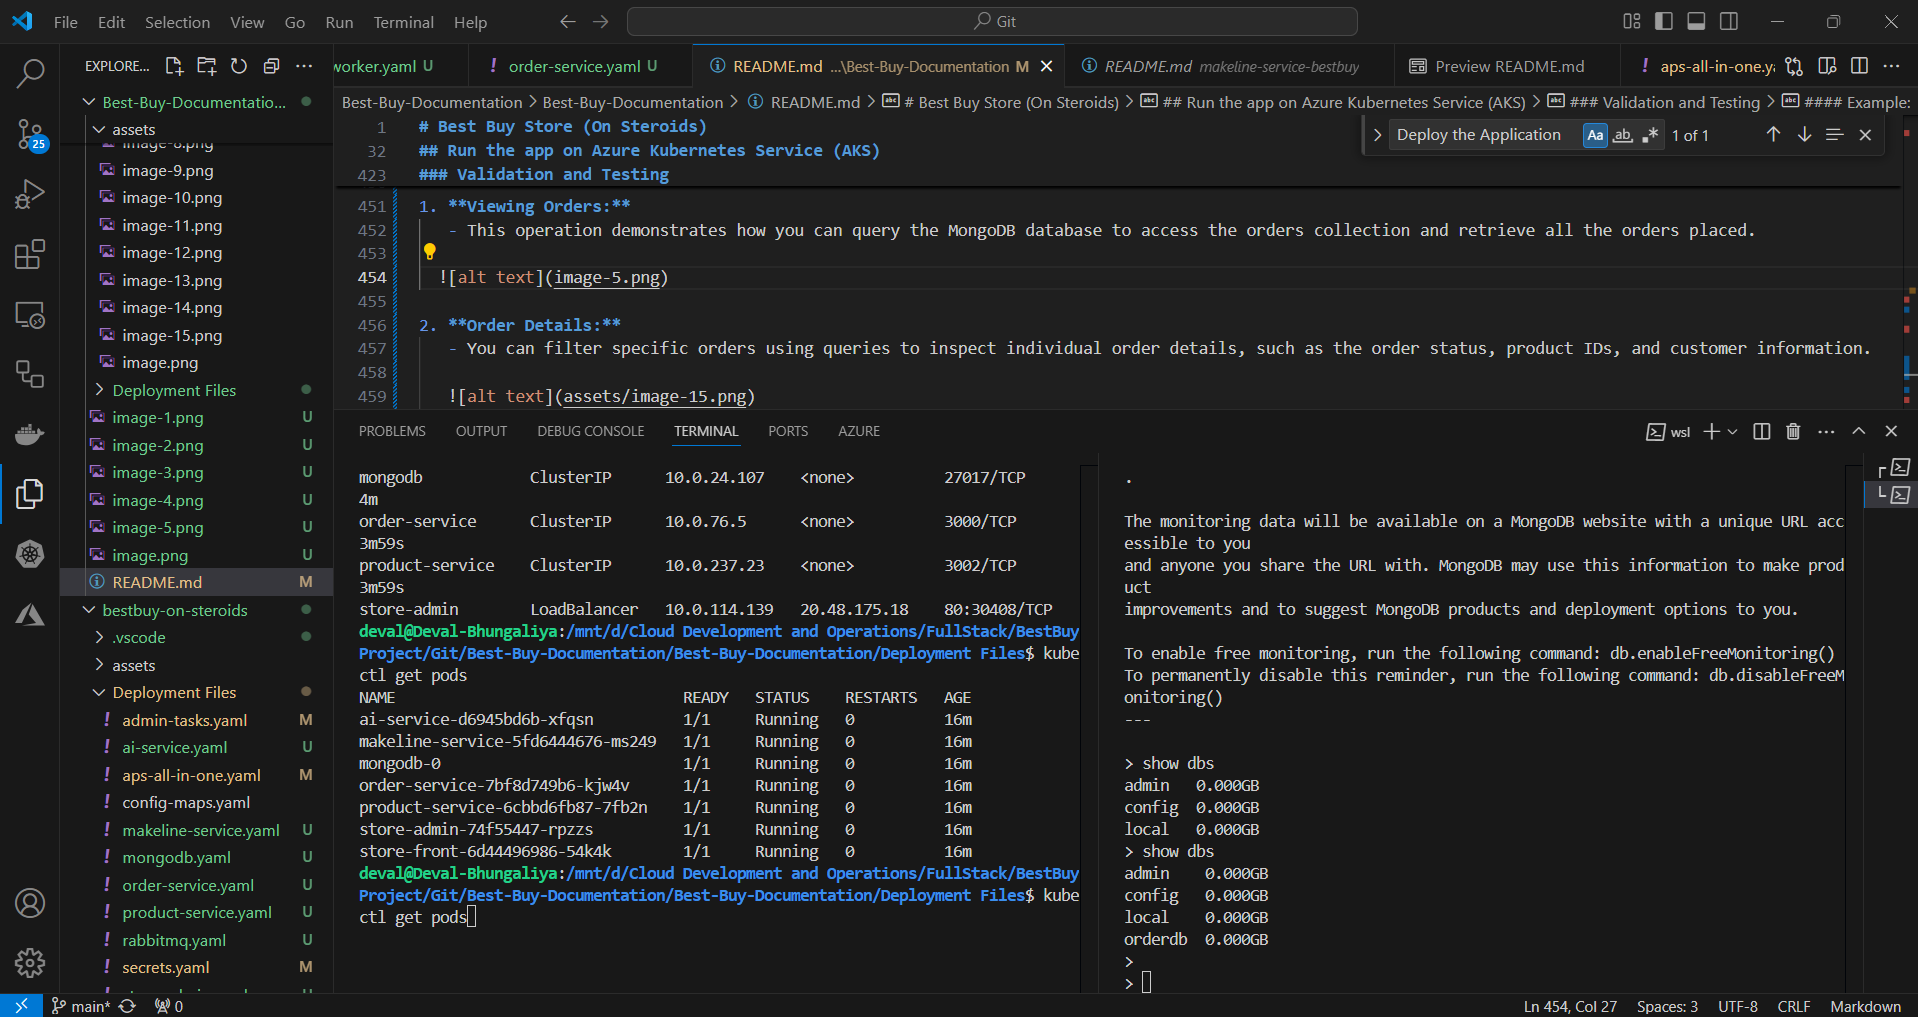 File Edit Selection View Go Run Terminal Help
Git
EXPLORE...
Best-Buy-Documentatio...
assets
image-9.png
image-10.png
image-11.png
image-12.png
image-13.png
image-14.png
image-15.png
image.png
Deployment Files
image-1.png U
image-2.png U
image-3.png U
image-4.png U
image-5.png U
image.png U
README.md M
bestbuy-on-steroids
.vscode
assets
Deployment Files
admin-tasks.yaml M
ai-service.yaml U
aps-all-in-one.yaml M
config-maps.yaml
makeline-service.yaml U
mongodb.yaml U
order-service.yaml U
product-service.yaml U
rabbitmq.yaml U
secrets.yaml M
25
worker.yaml U
order-service.yaml U
README.md ...\Best-Buy-Documentation M
README.md makeline-service-bestbuy
Preview README.md
aps-all-in-one.ya
Best-Buy-Documentation > Best-Buy-Documentation > README.md > # Best Buy Store (On Steroids) > ## Run the app on Azure Kubernetes Service (AKS) > ### Validation and Testing > #### Example:
Deploy the Application Aa ab .* 1 of 1
1 # Best Buy Store (On Steroids)
32 ## Run the app on Azure Kubernetes Service (AKS)
423 ### Validation and Testing
451 1. **Viewing Orders:**
452 - This operation demonstrates how you can query the MongoDB database to access the orders collection and retrieve all the orders placed.
453
454 ![alt text](image-5.png)
455
456 2. **Order Details:**
457 - You can filter specific orders using queries to inspect individual order details, such as the order status, product IDs, and customer information.
458
459 ![alt text](assets/image-15.png)
PROBLEMS OUTPUT DEBUG CONSOLE TERMINAL PORTS AZURE
wsl
mongodb ClusterIP 10.0.24.107 <none> 27017/TCP
4m
order-service ClusterIP 10.0.76.5 <none> 3000/TCP
3m59s
product-service ClusterIP 10.0.237.23 <none> 3002/TCP
3m59s
store-admin LoadBalancer 10.0.114.139 20.48.175.18 80:30408/TCP
deval@Deval-Bhungaliya:/mnt/d/Cloud Development and Operations/FullStack/BestBuy
Project/Git/Best-Buy-Documentation/Best-Buy-Documentation/Deployment Files$ kube
ctl get pods
NAME READY STATUS RESTARTS AGE
ai-service-d6945bd6b-xfqsn 1/1 Running 0 16m
makeline-service-5fd6444676-ms249 1/1 Running 0 16m
mongodb-0 1/1 Running 0 16m
order-service-7bf8d749b6-kjw4v 1/1 Running 0 16m
product-service-6cbbd6fb87-7fb2n 1/1 Running 0 16m
store-admin-74f55447-rpzzs 1/1 Running 0 16m
store-front-6d44496986-54k4k 1/1 Running 0 16m
deval@Deval-Bhungaliya:/mnt/d/Cloud Development and Operations/FullStack/BestBuy
Project/Git/Best-Buy-Documentation/Best-Buy-Documentation/Deployment Files$ kube
ctl get pods
.
The monitoring data will be available on a MongoDB website with a unique URL acc
essible to you
and anyone you share the URL with. MongoDB may use this information to make prod
uct
improvements and to suggest MongoDB products and deployment options to you.
To enable free monitoring, run the following command: db.enableFreeMonitoring()
To permanently disable this reminder, run the following command: db.disableFreeM
onitoring()
---
> show dbs
admin 0.000GB
config 0.000GB
local 0.000GB
> show dbs
admin 0.000GB
config 0.000GB
local 0.000GB
orderdb 0.000GB
>
>
main* 0
Ln 454, Col 27 Spaces: 3 UTF-8 CRLF Markdown